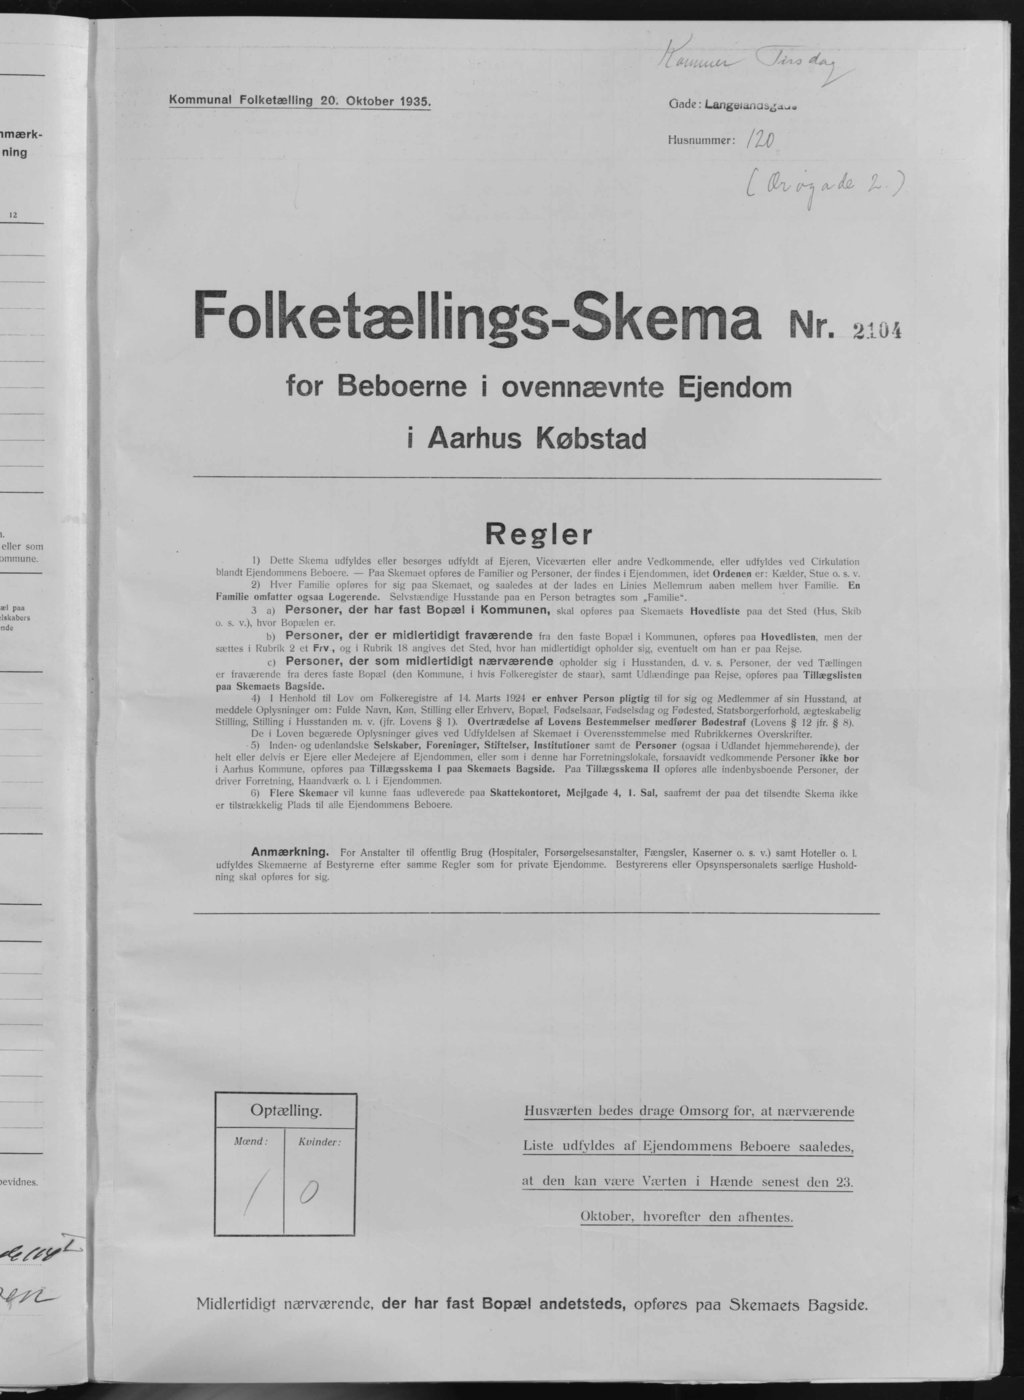 nmærk-
ning
12
eller som
ommune.
æl paa
elskabers
nde
evidnes.
Kommer Tirsdag
Kommunal Folketælling 20. Oktober 1935.
Gade: Langelandsgade
Husnummer: 120
( Orøgade 2.)
Folketællings-Skema Nr. 2104
for Beboerne i ovennævnte Ejendom
i Aarhus Købstad
Regler
1) Dette Skema udfyldes eller besørges udfyldt af Ejeren, Viceværten eller andre Vedkommende, eller udfyldes ved Cirkulation
blandt Ejendommens Beboere. — Paa Skemaet opføres de Familier og Personer, der findes i Ejendommen, idet Ordenen er: Kælder, Stue o. s. v.
2) Hver Familie opføres for sig paa Skemaet, og saaledes at der lades en Linies Mellemrum aaben mellem hver Familie. En
Familie omfatter ogsaa Logerende. Selvstændige Husstande paa en Person betragtes som „Familie“.
3 a) Personer, der har fast Bopæl i Kommunen, skal opføres paa Skemaets Hovedliste paa det Sted (Hus, Skib
o. s. v.), hvor Bopælen er.
b) Personer, der er midlertidigt fraværende fra den faste Bopæl i Kommunen, opføres paa Hovedlisten, men der
sættes i Rubrik 2 et Frv., og i Rubrik 18 angives det Sted, hvor han midlertidigt opholder sig, eventuelt om han er paa Rejse.
c) Personer, der som midlertidigt nærværende opholder sig i Husstanden, d. v. s. Personer, der ved Tællingen
er fraværende fra deres faste Bopæl (den Kommune, i hvis Folkeregister de staar), samt Udlændinge paa Rejse, opføres paa Tillægslisten
paa Skemaets Bagside.
4) I Henhold til Lov om Folkeregistre af 14. Marts 1924 er enhver Person pligtig til for sig og Medlemmer af sin Husstand, at
meddele Oplysninger om: Fulde Navn, Køn, Stilling eller Erhverv, Bopæl, Fødselsaar, Fødselsdag og Fødested, Statsborgerforhold, ægteskabelig
Stilling, Stilling i Husstanden m. v. (jfr. Lovens § 1). Overtrædelse af Lovens Bestemmelser medfører Bødestraf (Lovens § 12 jfr. § 8).
De i Loven begærede Oplysninger gives ved Udfyldelsen af Skemaet i Overensstemmelse med Rubrikkernes Overskrifter.
5) Inden- og udenlandske Selskaber, Foreninger, Stiftelser, Institutioner samt de Personer (ogsaa i Udlandet hjemmehørende), der
helt eller delvis er Ejere eller Medejere af Ejendommen, eller som i denne har Forretningslokale, forsaavidt vedkommende Personer ikke bor
i Aarhus Kommune, opføres paa Tillægsskema I paa Skemaets Bagside. Paa Tillægsskema II opføres alle indenbysboende Personer, der
driver Forretning, Haandværk o. l. i Ejendommen.
6) Flere Skemaer vil kunne faas udleverede paa Skattekontoret, Mejlgade 4, 1. Sal, saafremt der paa det tilsendte Skema ikke
er tilstrækkelig Plads til alle Ejendommens Beboere.
Anmærkning. For Anstalter til offentlig Brug (Hospitaler, Forsørgelsesanstalter, Fængsler, Kaserner o. s. v.) samt Hoteller o. l.
udfyldes Skemaerne af Bestyrerne efter samme Regler som for private Ejendomme. Bestyrerens eller Opsynspersonalets særlige Hushold-
ning skal opføres for sig.
Optælling.
Mænd: Kvinder:
1 0
Husværten bedes drage Omsorg for, at nærværende
Liste udfyldes af Ejendommens Beboere saaledes,
at den kan være Værten i Hænde senest den 23.
Oktober, hvorefter den afhentes.
Midlertidigt nærværende, der har fast Bopæl andetsteds, opføres paa Skemaets Bagside.